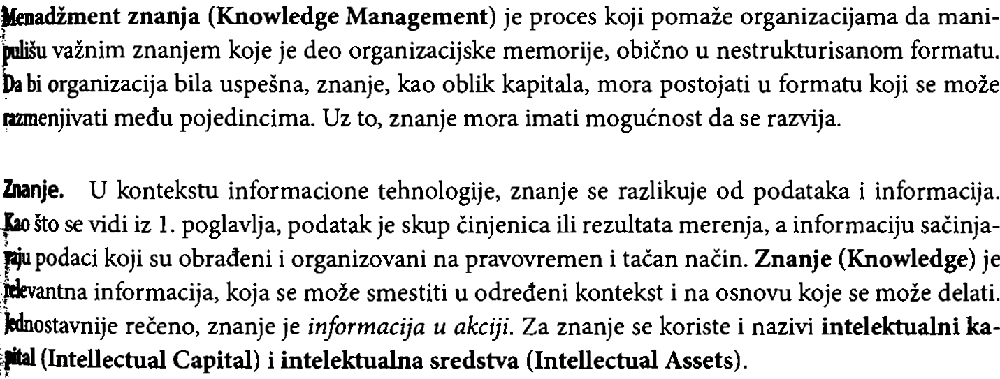 Menadžment znanja (Knowledge Management) je proces koji pomaže organizacijama da mani-
pulišu važnim znanjem koje je deo organizacijske memorije, obično u nestrukturisanom formatu.
Da bi organizacija bila uspešna, znanje, kao oblik kapitala, mora postojati u formatu koji se može
razmenjivati među pojedincima. Uz to, znanje mora imati mogućnost da se razvija.
Znanje. U kontekstu informacione tehnologije, znanje se razlikuje od podataka i informacija.
Kao što se vidi iz 1. poglavlja, podatak je skup činjenica ili rezultata merenja, a informaciju sačinja-
vaju podaci koji su obrađeni i organizovani na pravovremen i tačan način. Znanje (Knowledge) je
relevantna informacija, koja se može smestiti u određeni kontekst i na osnovu koje se može delati.
Jednostavnije rečeno, znanje je informacija u akciji. Za znanje se koriste i nazivi intelektualni ka-
pital (Intellectual Capital) i intelektualna sredstva (Intellectual Assets).